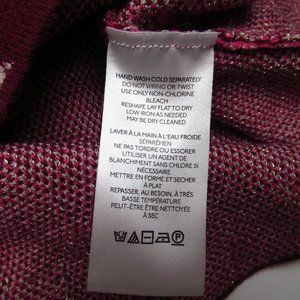 HAND WASH COLD SEPARATELY
DO NOT WRING OR TWIST
USE ONLY NON-CHLORINE
BLEACH
RESHAPE LAY FLAT TO DRY
LOW IRON AS NEEDED
MAY BE DRY CLEANED
LAVER À LA MAIN À L'EAU FROIDE
SÉPARÉMEN
NE PAS TORDRE OU ESSORER
UTILISER UN AGENT DE
BLANCHIMENT SANS CHLORE SI
NÉCESSAIRE
METTRE EN FORME ET SÉCHER
À PLAT
REPASSER, AU BESOIN, À TRÈS
BASSE TEMPÉRATURE
PEUT-ÊTRE ÊTRE NETTOYÉE
À SEC